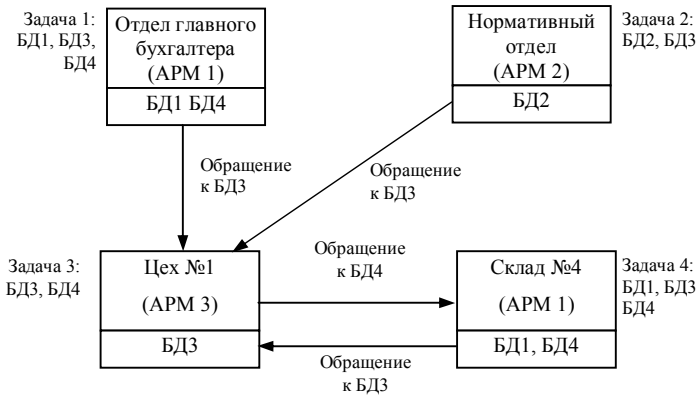 Задача 1:
БД1, БД3,
БД4
Отдел главного
бухгалтера
(АРМ 1)
БД1 БД4
Нормативный
отдел
(АРМ 2)
БД2
Задача 2:
БД2, БД3
Обращение
к БД3
Обращение
к БД3
Задача 3:
БД3, БД4
Цех №1
(АРМ 3)
БД3
Обращение
к БД4
Обращение
к БД3
Склад №4
(АРМ 1)
БД1, БД4
Задача 4:
БД1, БД3
БД4